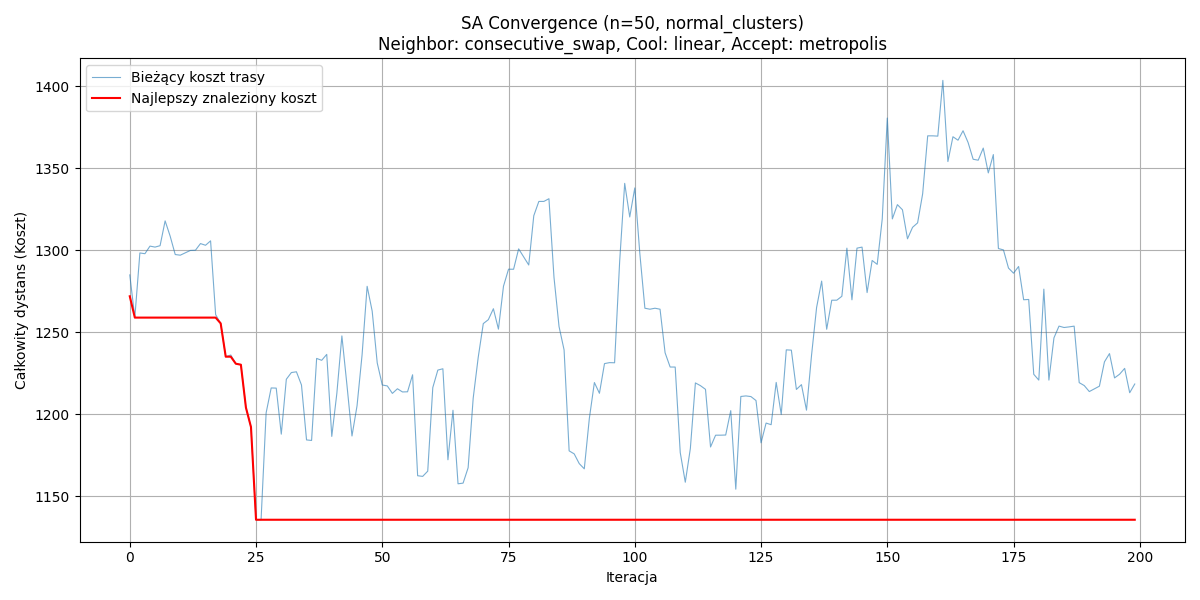 SA Convergence (n=50, normal_clusters)
Neighbor: consecutive_swap, Cool: linear, Accept: metropolis
Bieżący koszt trasy
Najlepszy znaleziony koszt
Całkowity dystans (Koszt)
1400
1350
1300
1250
1200
1150
0 25 50 75 100 125 150 175 200
Iteracja